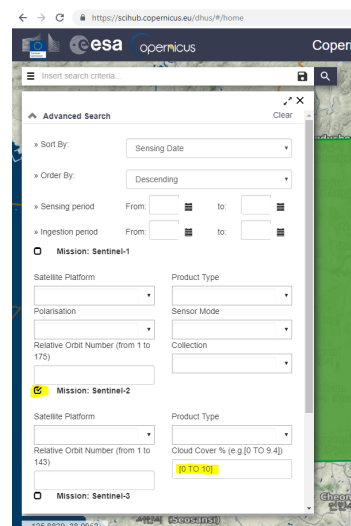 https://scihub.copernicus.eu/dhus/#/home
esa opernicus Coper
Insert search criteria...
Advanced Search Clear
» Sort By: Sensing Date
» Order By: Descending
» Sensing period From: to:
» Ingestion period From: to:
Mission: Sentinel-1
Satellite Platform Product Type
Polarisation Sensor Mode
Relative Orbit Number (from 1 to Collection
175)
Mission: Sentinel-2
Satellite Platform Product Type
Relative Orbit Number (from 1 to Cloud Cover % (e.g.[0 TO 9.4])
143)
[0 TO 10]
Mission: Sentinel-3
Cheon
(Seosansi)